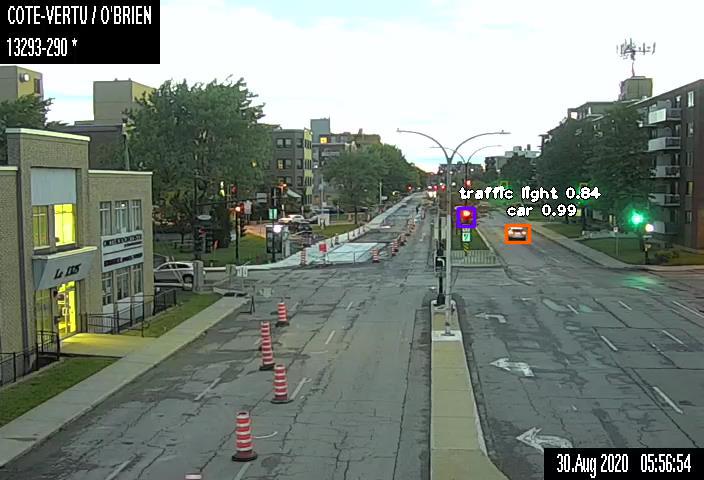 COTE-VERTU / O'BRIEN
13293-290 *
traffic light 0.84
car 0.99
30.Aug 2020 05:56:54